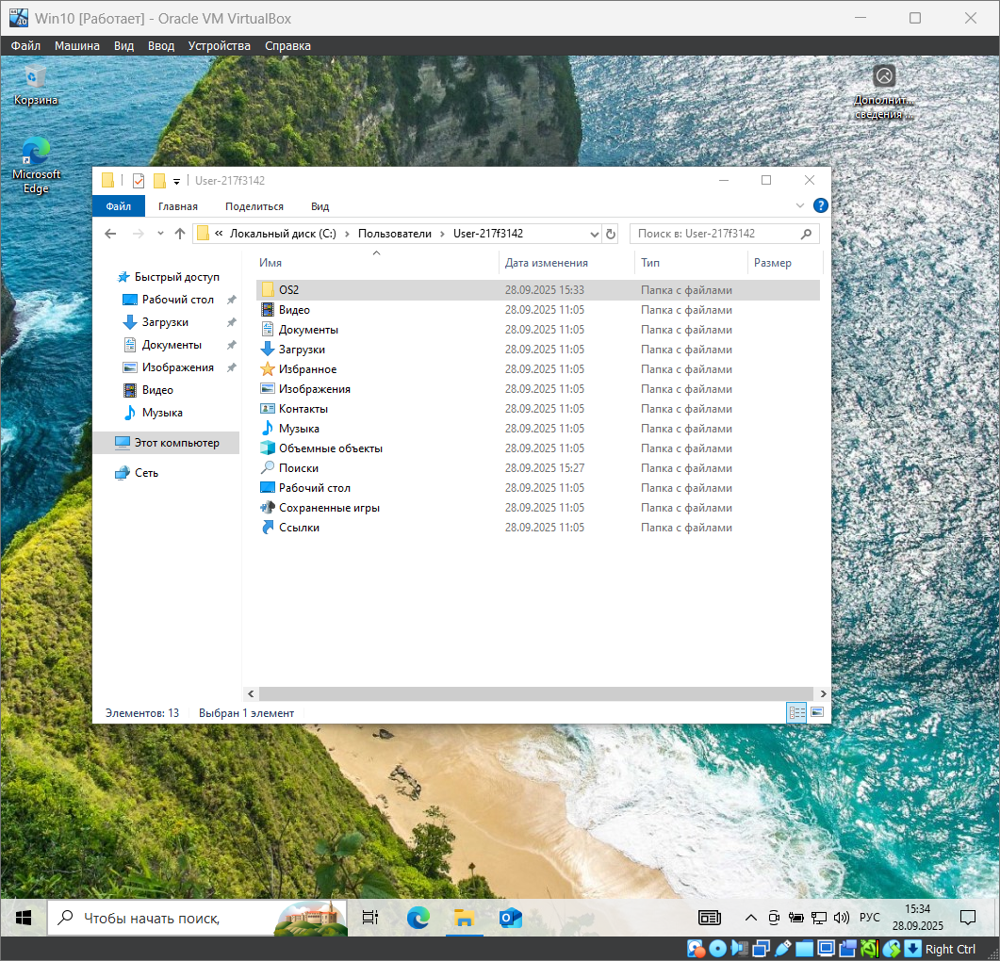 Win10 [Работает] - Oracle VM VirtualBox
Файл Машина Вид Ввод Устройства Справка
Корзина
Дополнит...
сведения ...
Microsoft
Edge
User-217f3142
Файл Главная Поделиться Вид
« Локальный диск (C:) › Пользователи › User-217f3142
Поиск в: User-217f3142
Имя Дата изменения Тип Размер
Быстрый доступ
Рабочий стол
Загрузки
Документы
Изображения
Видео
Музыка
Этот компьютер
Сеть
OS2 28.09.2025 15:33 Папка с файлами
Видео 28.09.2025 11:05 Папка с файлами
Документы 28.09.2025 11:05 Папка с файлами
Загрузки 28.09.2025 11:05 Папка с файлами
Избранное 28.09.2025 11:05 Папка с файлами
Изображения 28.09.2025 11:05 Папка с файлами
Контакты 28.09.2025 11:05 Папка с файлами
Музыка 28.09.2025 11:05 Папка с файлами
Объемные объекты 28.09.2025 11:05 Папка с файлами
Поиски 28.09.2025 15:27 Папка с файлами
Рабочий стол 28.09.2025 11:05 Папка с файлами
Сохраненные игры 28.09.2025 11:05 Папка с файлами
Ссылки 28.09.2025 11:05 Папка с файлами
Элементов: 13 Выбран 1 элемент
Чтобы начать поиск,
РУС
15:34
28.09.2025
Right Ctrl